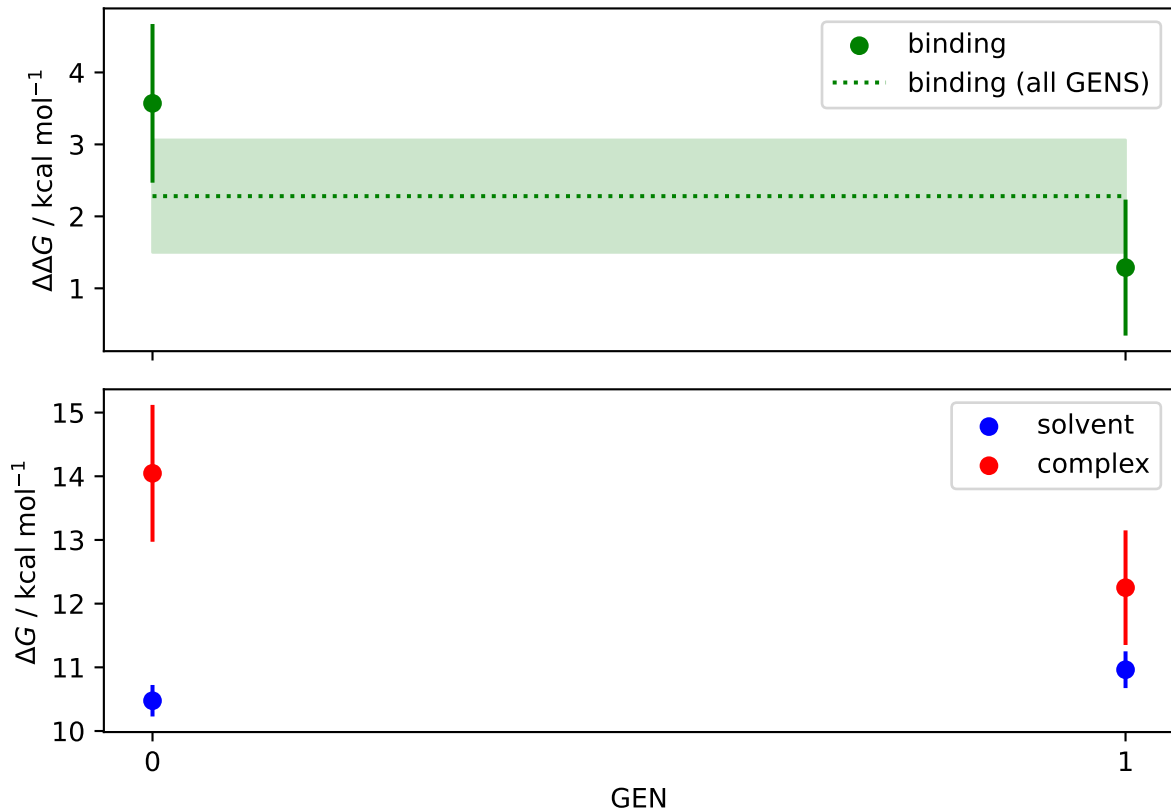 binding
binding (all GENS)
4
3
2
1
ΔΔG / kcal mol⁻¹
solvent
complex
15
14
13
12
11
10
ΔG / kcal mol⁻¹
0
1
GEN